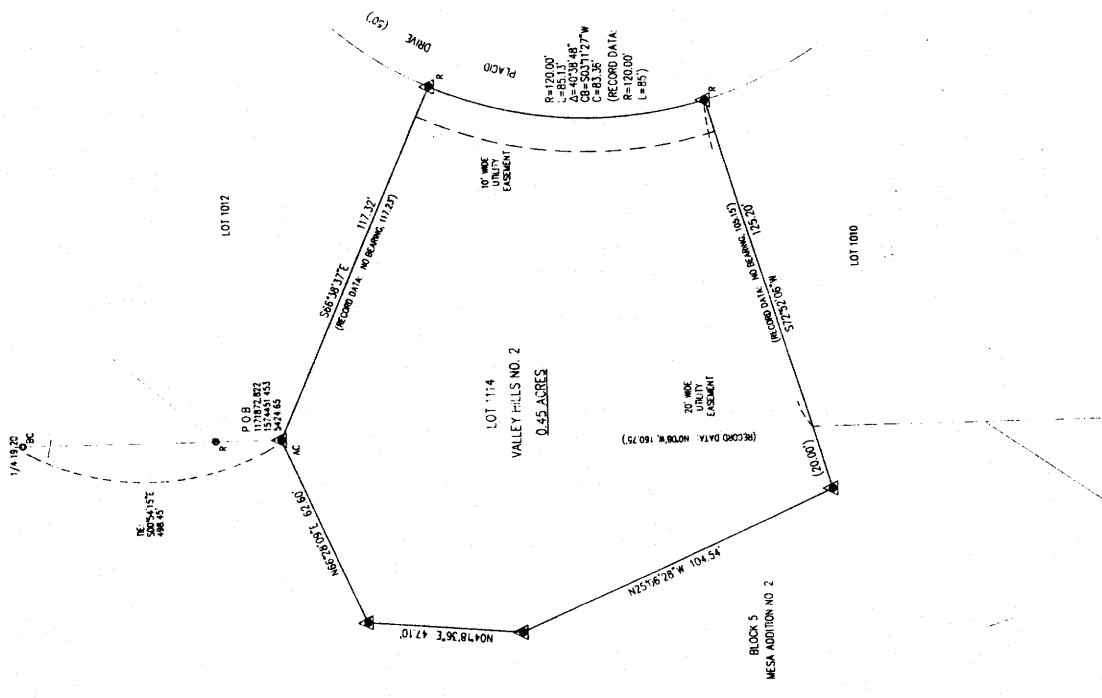 1/4 19,20
BC
TIE:
S00°54'15"E
498.45'
R
P.O.B.
1171872.822
1574451.453
5424.65
AC
LOT 1012
(50')
DRIVE
PLACID
R
R=120.00'
L=85.13'
Δ=40°38'48"
CB=S03°11'27"W
C=83.36'
(RECORD DATA:
R=120.00'
L=85')
10' WIDE
UTILITY
EASEMENT
S66°38'37"E 117.32'
(RECORD DATA: NO BEARING, 117.23')
N66°28'09"E 62.60'
N04°18'36"E 47.10'
LOT 1114
VALLEY HILLS NO. 2
0.45 ACRES
20' WIDE
UTILITY
EASEMENT
(RECORD DATA: N0°08'W, 160.75')
R
125.20'
(RECORD DATA: NO BEARING, 105.15')
S72°52'06"W
LOT 1010
(20.00')
N25°16'28"W 104.54'
BLOCK 5
MESA ADDITION NO. 2